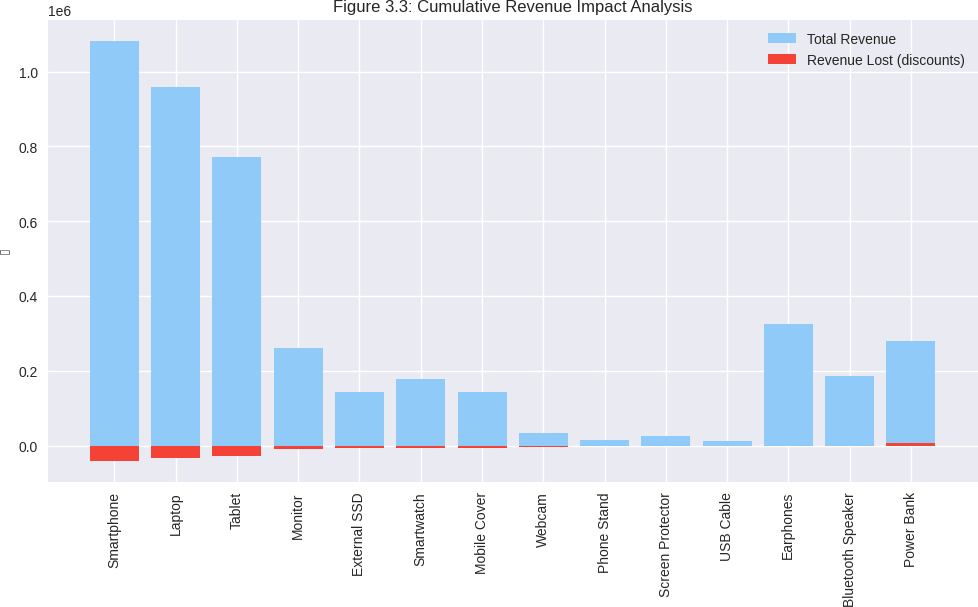 Figure 3.3: Cumulative Revenue Impact Analysis
1e6
Total Revenue
Revenue Lost (discounts)
1.0
0.8
0.6
0.4
0.2
0.0
Smartphone
Laptop
Tablet
Monitor
External SSD
Smartwatch
Mobile Cover
Webcam
Phone Stand
Screen Protector
USB Cable
Earphones
Bluetooth Speaker
Power Bank